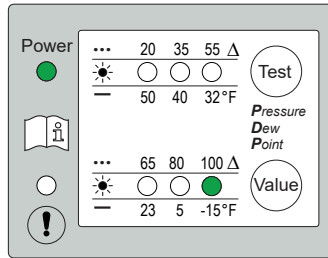 Power
... 20 35 55 Δ
50 40 32°F
Test
Pressure
Dew
Point
i
... 65 80 100 Δ
23 5 -15°F
Value
!